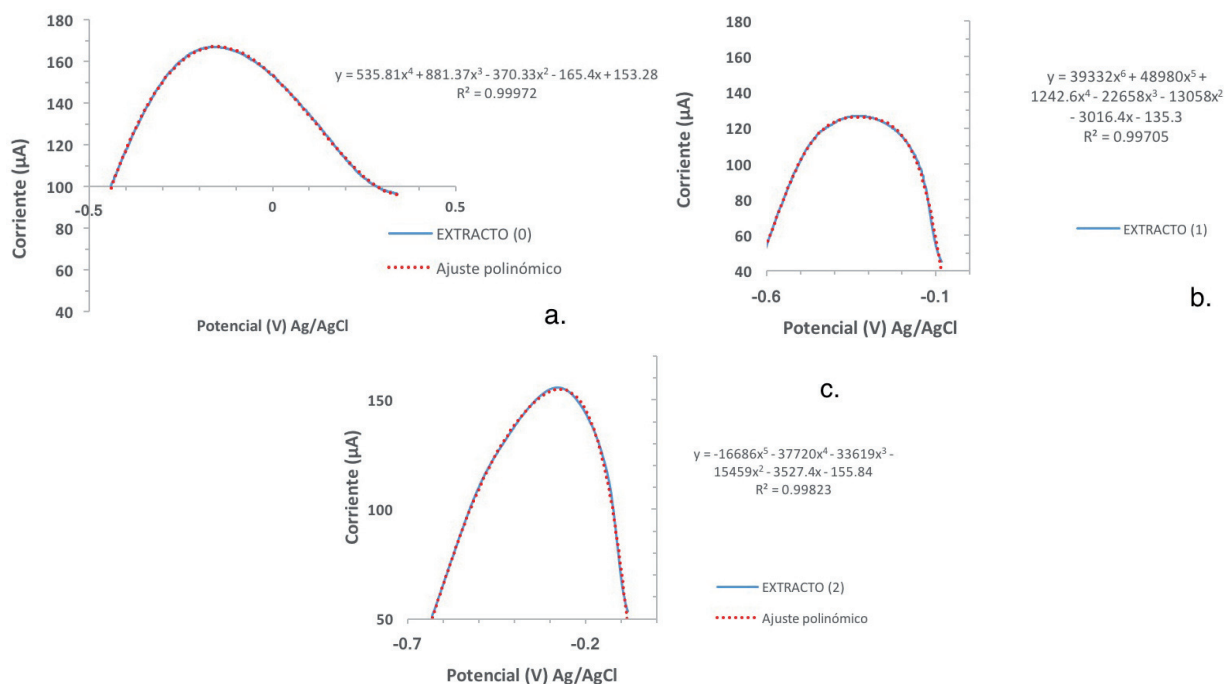 180
160
140
120
100
80
60
40
-0.5
0
0.5
Corriente (µA)
Potencial (V) Ag/AgCl
y = 535.81x⁴ + 881.37x³ - 370.33x² - 165.4x + 153.28
R² = 0.99972
EXTRACTO (0)
Ajuste polinómico
a.
180
160
140
120
100
80
60
40
-0.6
-0.1
Corriente (µA)
Potencial (V) Ag/AgCl
y = 39332x⁶ + 48980x⁵ +
1242.6x⁴ - 22658x³ - 13058x²
- 3016.4x - 135.3
R² = 0.99705
EXTRACTO (1)
b.
150
100
50
-0.7
-0.2
Corriente (µA)
Potencial (V) Ag/AgCl
c.
y = -16686x⁵ - 37720x⁴ - 33619x³ -
15459x² - 3527.4x - 155.84
R² = 0.99823
EXTRACTO (2)
Ajuste polinómico